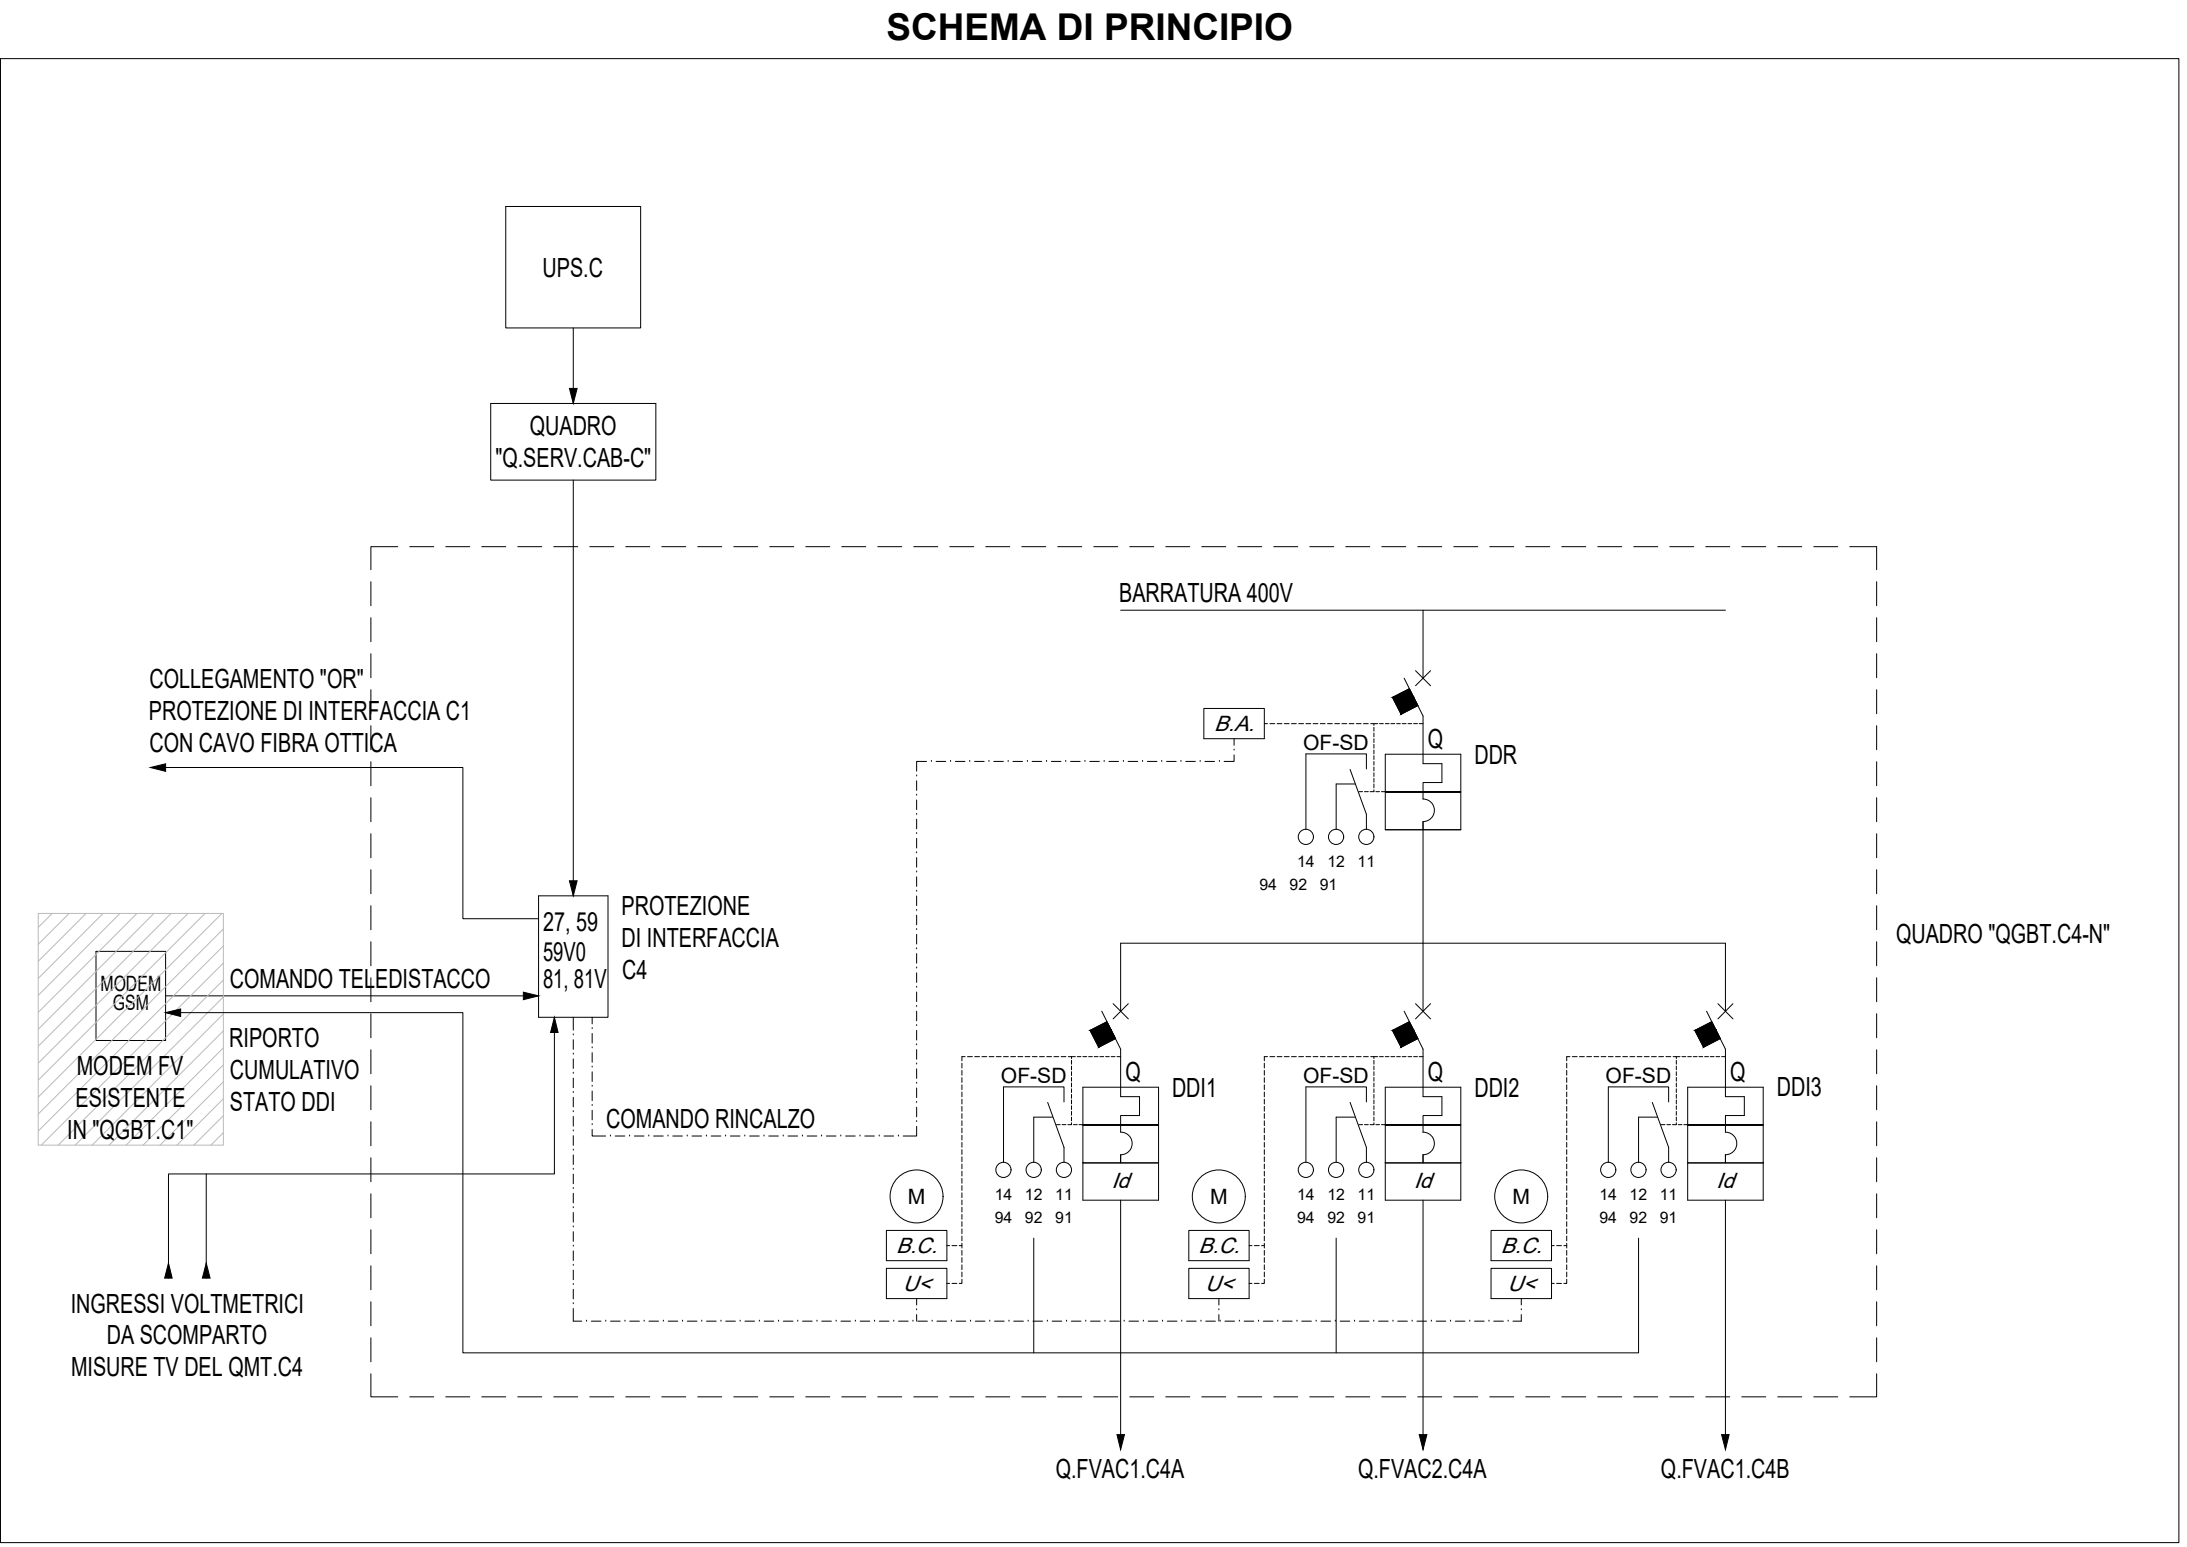 SCHEMA DI PRINCIPIO
UPS.C
QUADRO
"Q.SERV.CAB-C"
BARRATURA 400V
COLLEGAMENTO "OR"
PROTEZIONE DI INTERFACCIA C1
CON CAVO FIBRA OTTICA
B.A.
OF-SD
Q
DDR
14 12 11
94 92 91
27, 59
59V0
81, 81V
PROTEZIONE
DI INTERFACCIA
C4
QUADRO "QGBT.C4-N"
MODEM
GSM
COMANDO TELEDISTACCO
RIPORTO
CUMULATIVO
STATO DDI
MODEM FV
ESISTENTE
IN "QGBT.C1"
COMANDO RINCALZO
OF-SD
Q
DDI1
14 12 11
94 92 91
Id
M
B.C.
U<
OF-SD
Q
DDI2
14 12 11
94 92 91
Id
M
B.C.
U<
OF-SD
Q
DDI3
14 12 11
94 92 91
Id
M
B.C.
U<
INGRESSI VOLTMETRICI
DA SCOMPARTO
MISURE TV DEL QMT.C4
Q.FVAC1.C4A
Q.FVAC2.C4A
Q.FVAC1.C4B